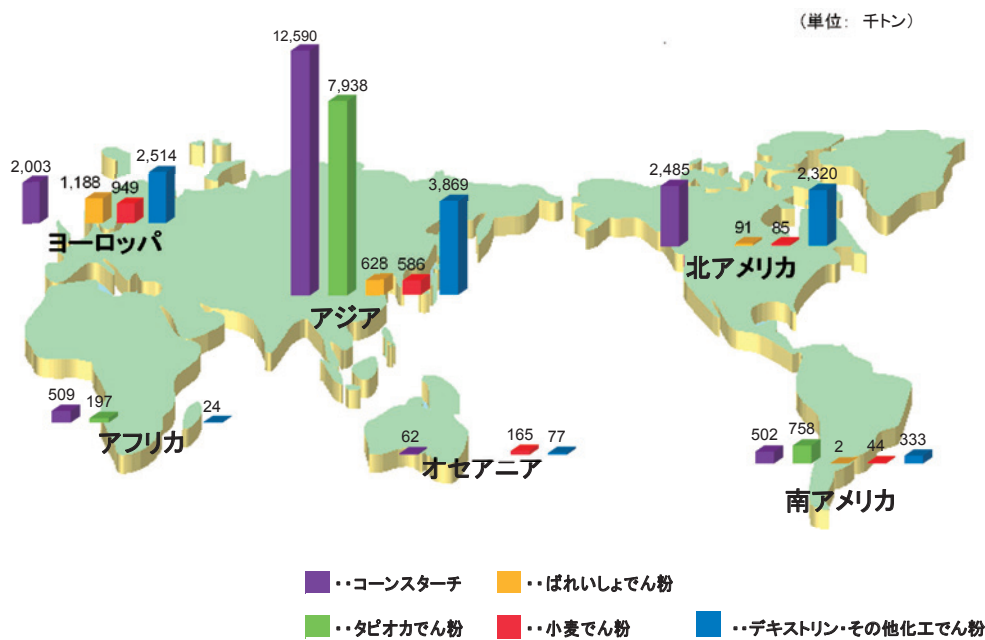 （単位： 千トン）
12,590
7,938
628
586
3,869
アジア
2,003
1,188
949
2,514
ヨーロッパ
2,485
91
85
2,320
北アメリカ
509
197
24
アフリカ
62
165
77
オセアニア
502
758
2
44
333
南アメリカ
・・コーンスターチ
・・ばれいしょでん粉
・・タピオカでん粉
・・小麦でん粉
・・デキストリン・その他化工でん粉